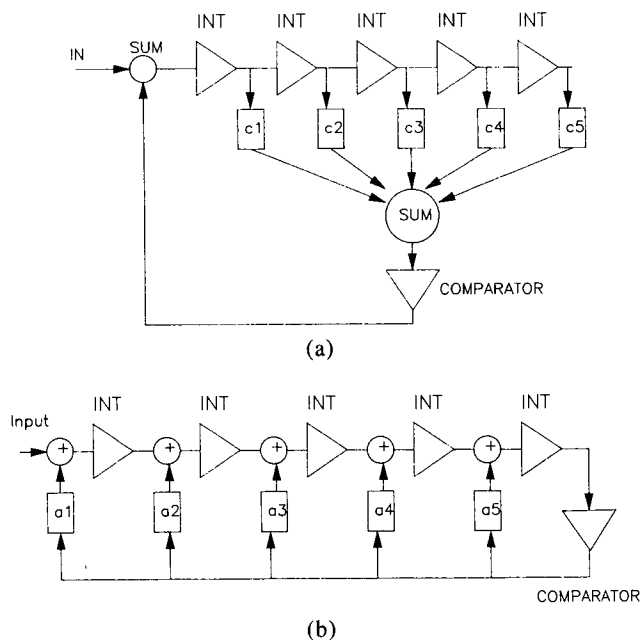 INT INT INT INT INT
SUM
IN
c1 c2 c3 c4 c5
SUM
COMPARATOR
(a)
INT INT INT INT INT
Input
+ + + + +
a1 a2 a3 a4 a5
COMPARATOR
(b)